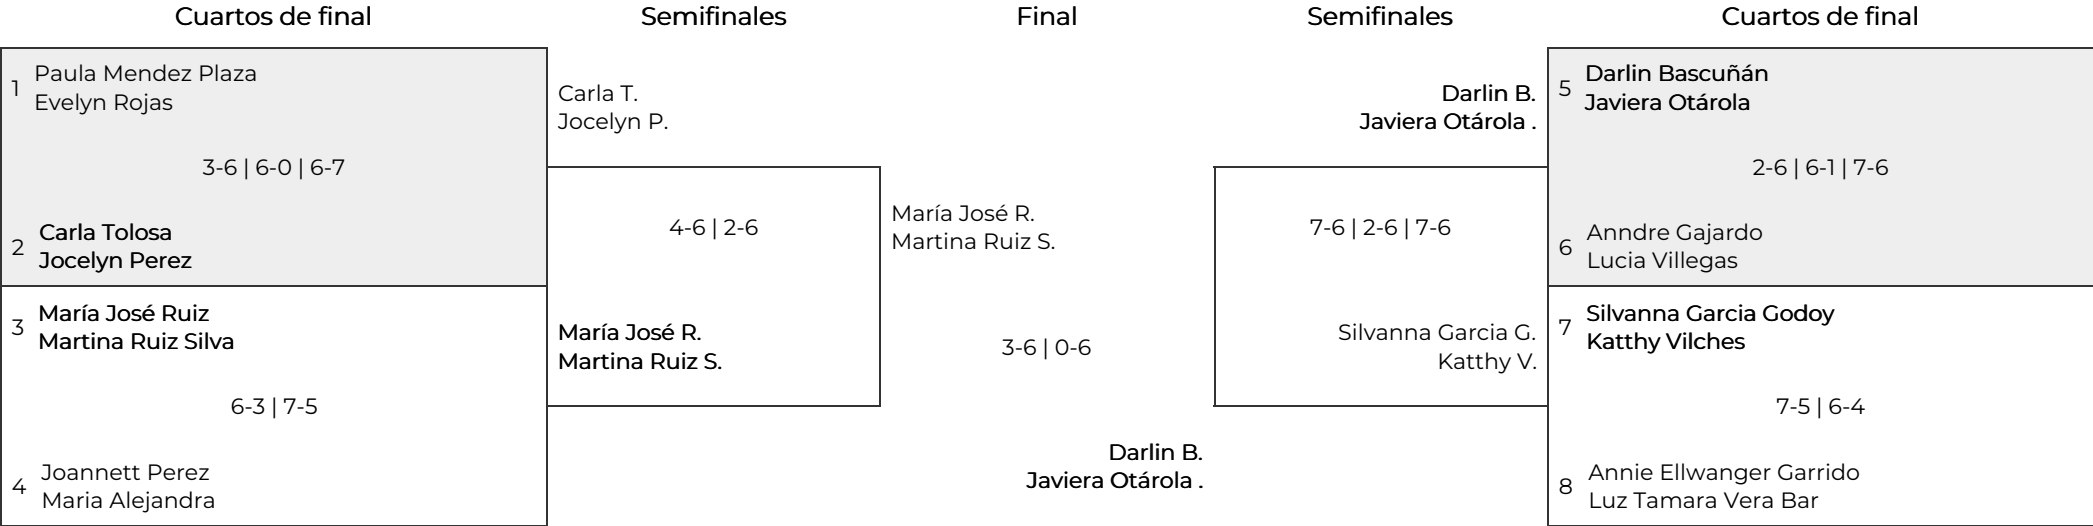 Cuartos de final
Semifinales
Final
Semifinales
Cuartos de final
1
Paula Mendez Plaza
Evelyn Rojas
3-6 | 6-0 | 6-7
2
Carla Tolosa
Jocelyn Perez
3
María José Ruiz
Martina Ruiz Silva
6-3 | 7-5
4
Joannett Perez
Maria Alejandra
Carla T.
Jocelyn P.
4-6 | 2-6
María José R.
Martina Ruiz S.
María José R.
Martina Ruiz S.
3-6 | 0-6
Darlin B.
Javiera Otárola .
Darlin B.
Javiera Otárola .
7-6 | 2-6 | 7-6
Silvanna Garcia G.
Katthy V.
5
Darlin Bascuñán
Javiera Otárola
2-6 | 6-1 | 7-6
6
Anndre Gajardo
Lucia Villegas
7
Silvanna Garcia Godoy
Katthy Vilches
7-5 | 6-4
8
Annie Ellwanger Garrido
Luz Tamara Vera Bar